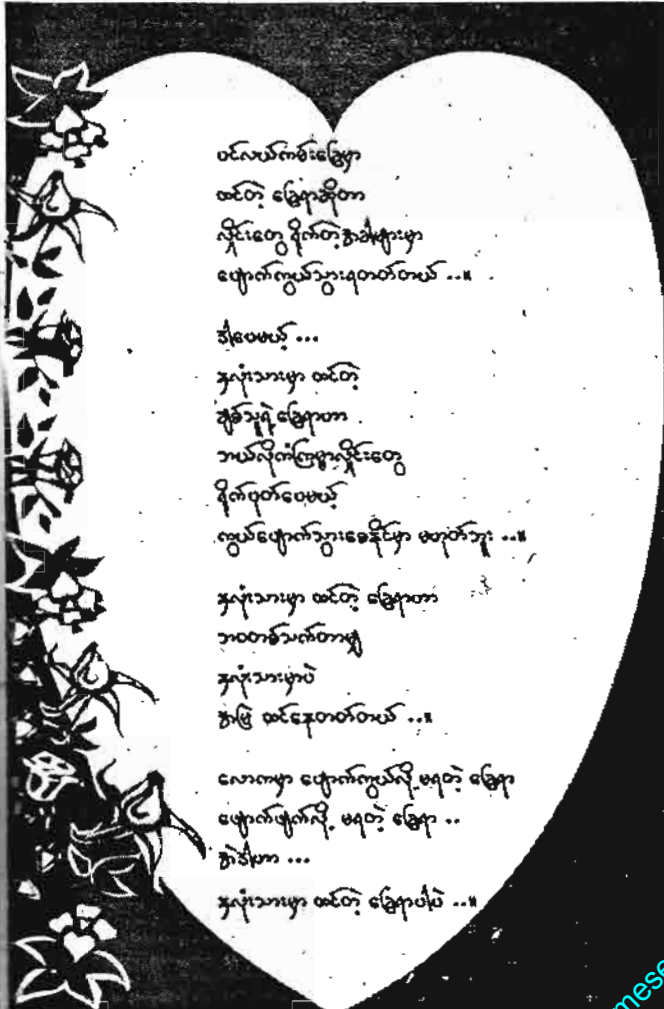 ပင်လယ်ကမ်းခြေမှာ
ထင်တဲ့ ခြေရာဆိုတာ
လှိုင်းတွေ ရိုက်တဲ့အခါများမှာ
ပျောက်ကွယ်သွားရတတ်တယ် ..။
ဒါပေမယ့် ...
နှလုံးသားမှာ ထင်တဲ့
ချစ်သူရဲ့ ခြေရာဟာ
ဘယ်လိုကံကြမ္မာလှိုင်းတွေ
ရိုက်ပုတ်ပေမယ့်
ကွယ်ပျောက်သွားစေနိုင်မှာ မဟုတ်ဘူး ..။
နှလုံးသားမှာ ထင်တဲ့ ခြေရာဟာ
ဘဝတစ်သက်တာမျှ
နှလုံးသားမှာပဲ
အမြဲ ထင်နေတတ်တယ် ..။
လောကမှာ ပျောက်ကွယ်လို့ မရတဲ့ ခြေရာ
ဖျောက်ဖျက်လို့ မရတဲ့ ခြေရာ ..
အဲဒါဟာ ...
နှလုံးသားမှာ ထင်တဲ့ ခြေရာပါပဲ ..။